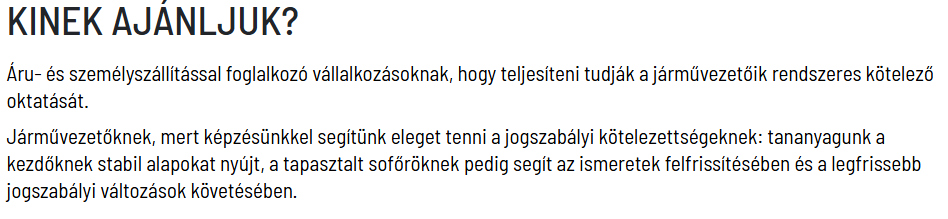 KINEK AJÁNLJUK?
Áru- és személyszállítással foglalkozó vállalkozásoknak, hogy teljesíteni tudják a járművezetőik rendszeres kötelező
oktatását.
Járművezetőknek, mert képzésünkkel segítünk eleget tenni a jogszabályi kötelezettségeknek: tananyagunk a
kezdőknek stabil alapokat nyújt, a tapasztalt sofőröknek pedig segít az ismeretek felfrissítésében és a legfrissebb
jogszabályi változások követésében.